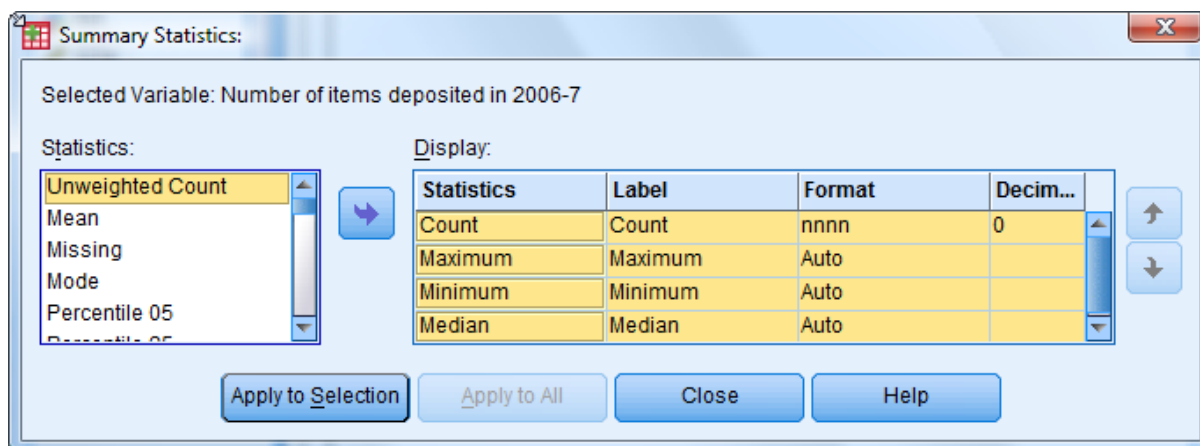 Summary Statistics:
Selected Variable: Number of items deposited in 2006-7
Statistics:
Display:
Unweighted Count
Mean
Missing
Mode
Percentile 05
Statistics Label Format Decim...
Count Count nnnn 0
Maximum Maximum Auto
Minimum Minimum Auto
Median Median Auto
Apply to Selection Apply to All Close Help